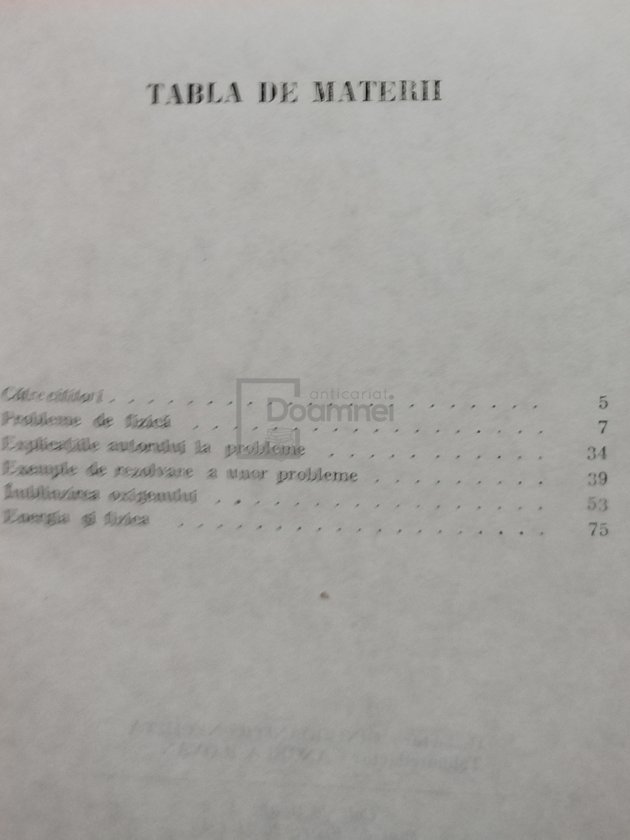 TABLA DE MATERII
anticariat
Doamnei
Către cititori . . . . . . . . . . . . . . . . . . . . . . 5
Probleme de fizică . . . . . . . . . . . . . . . . . . 7
Explicațiile autorului la probleme . . . . . . . . . . . 34
Exemple de rezolvare a unor probleme . . . . . . . . . 39
Îmblînzirea oxigenului . . . . . . . . . . . . . . . . . 53
Energia și fizica . . . . . . . . . . . . . . . . . . . 75